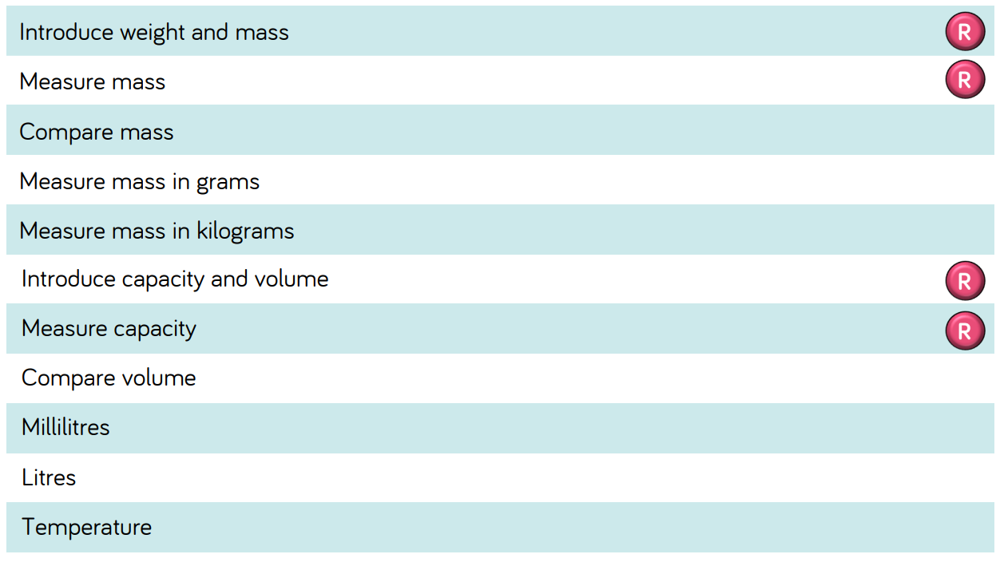 Introduce weight and mass R
Measure mass R
Compare mass
Measure mass in grams
Measure mass in kilograms
Introduce capacity and volume R
Measure capacity R
Compare volume
Millilitres
Litres
Temperature